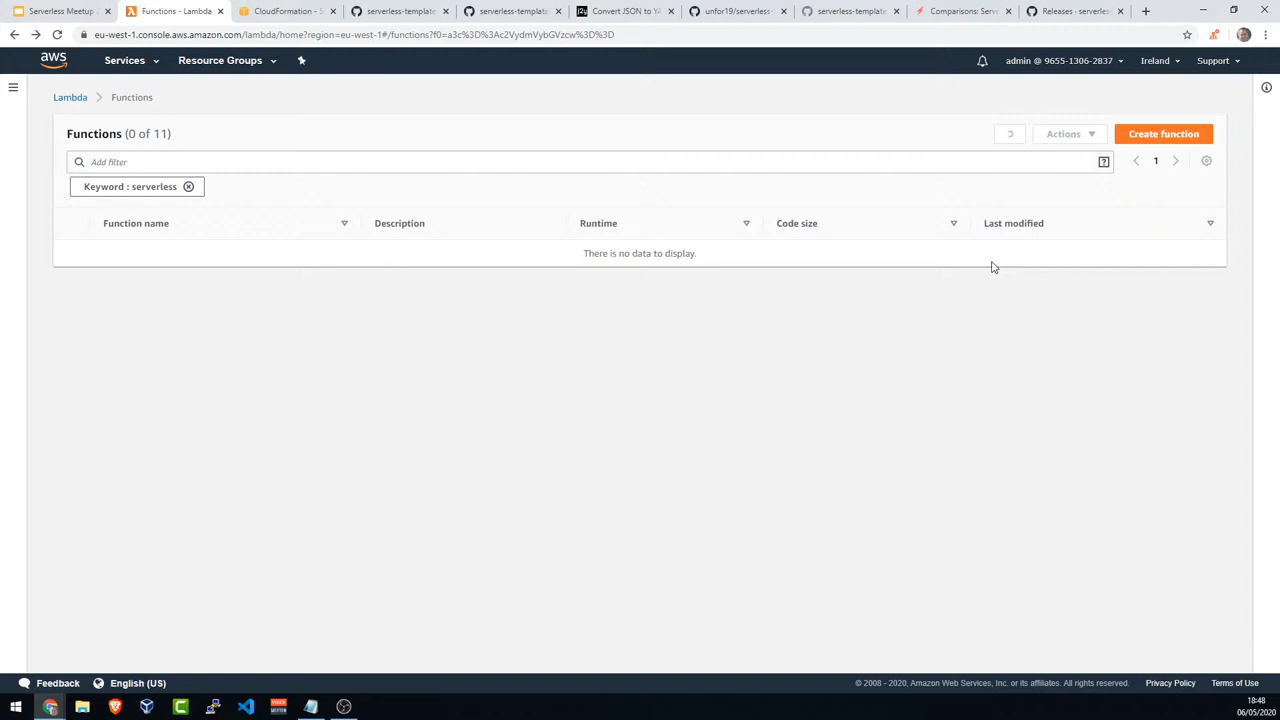 Serverless Meetup
Functions - Lambda
CloudFormation - S
serverless-template
serverless-template
Convert JSON to YA
unfor19/serverless-
serverless-template
Comparisons: Serve
Releases · serverless
eu-west-1.console.aws.amazon.com/lambda/home?region=eu-west-1#/functions?f0=a3c%3D%3Ac2VydmVybGVzcw%3D%3D
aws
Services
Resource Groups
admin @ 9655-1306-2837
Ireland
Support
Lambda
Functions
Functions (0 of 11)
Actions
Create function
Add filter
1
Keyword : serverless
Function name
Description
Runtime
Code size
Last modified
There is no data to display.
Feedback
English (US)
© 2008 - 2020, Amazon Web Services, Inc. or its affiliates. All rights reserved.
Privacy Policy
Terms of Use
18:48
06/05/2020